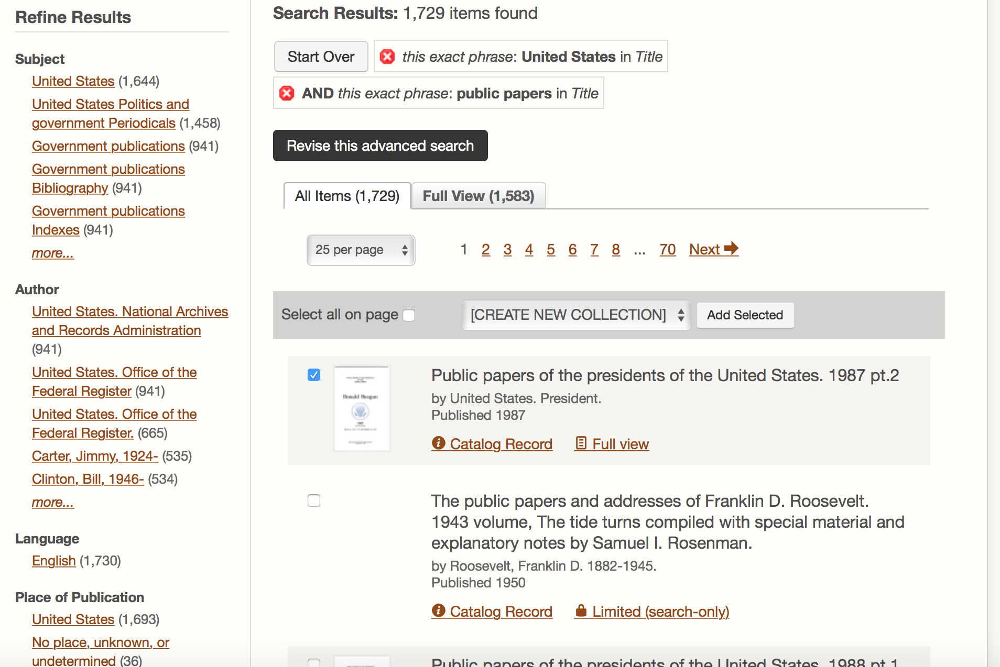 Refine Results
Subject
United States (1,644)
United States Politics and
government Periodicals (1,458)
Government publications (941)
Government publications
Bibliography (941)
Government publications
Indexes (941)
more...
Author
United States. National Archives
and Records Administration
(941)
United States. Office of the
Federal Register (941)
United States. Office of the
Federal Register. (665)
Carter, Jimmy, 1924- (535)
Clinton, Bill, 1946- (534)
more...
Language
English (1,730)
Place of Publication
United States (1,693)
No place, unknown, or
undetermined (36)
Search Results: 1,729 items found
Start Over
this exact phrase: United States in Title
AND this exact phrase: public papers in Title
Revise this advanced search
All Items (1,729)
Full View (1,583)
25 per page
1 2 3 4 5 6 7 8 ... 70 Next
Select all on page
[CREATE NEW COLLECTION]
Add Selected
Ronald Reagan
Public papers of the presidents of the United States. 1987 pt.2
by United States. President.
Published 1987
Catalog Record
Full view
The public papers and addresses of Franklin D. Roosevelt.
1943 volume, The tide turns compiled with special material and
explanatory notes by Samuel I. Rosenman.
by Roosevelt, Franklin D. 1882-1945.
Published 1950
Catalog Record
Limited (search-only)
Public papers of the presidents of the United States. 1988 pt.1